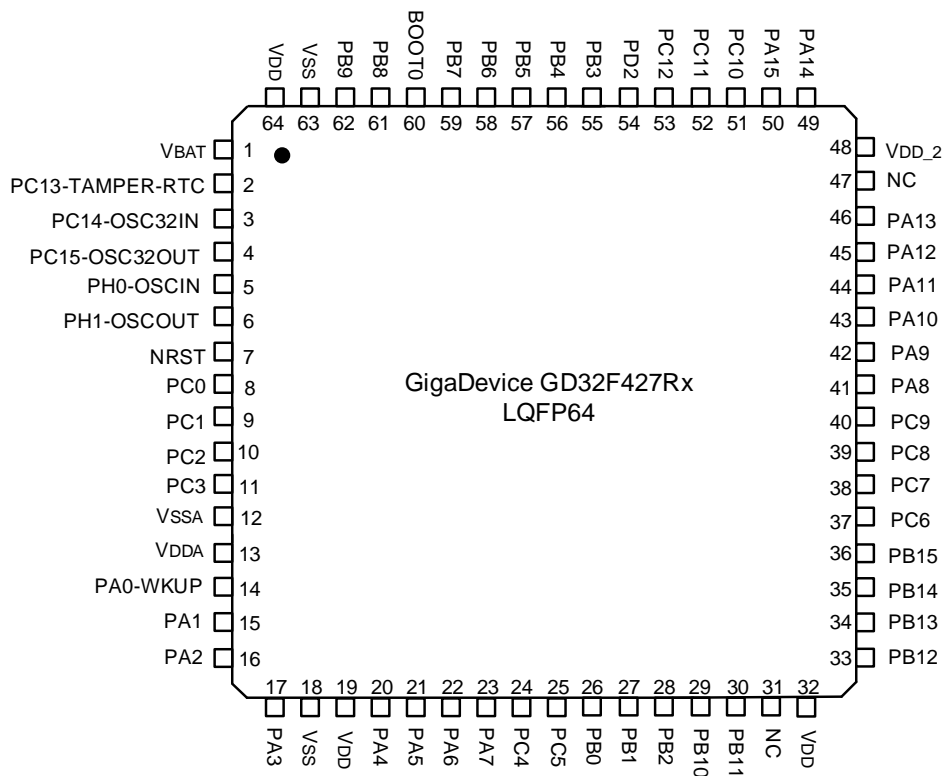 VDD
VSS
PB9
PB8
BOOT0
PB7
PB6
PB5
PB4
PB3
PD2
PC12
PC11
PC10
PA15
PA14
64 63 62 61 60 59 58 57 56 55 54 53 52 51 50 49
VBAT 1
PC13-TAMPER-RTC 2
PC14-OSC32IN 3
PC15-OSC32OUT 4
PH0-OSCIN 5
PH1-OSCOUT 6
NRST 7
PC0 8
PC1 9
PC2 10
PC3 11
VSSA 12
VDDA 13
PA0-WKUP 14
PA1 15
PA2 16
GigaDevice GD32F427Rx
LQFP64
48 VDD_2
47 NC
46 PA13
45 PA12
44 PA11
43 PA10
42 PA9
41 PA8
40 PC9
39 PC8
38 PC7
37 PC6
36 PB15
35 PB14
34 PB13
33 PB12
17 18 19 20 21 22 23 24 25 26 27 28 29 30 31 32
PA3
VSS
VDD
PA4
PA5
PA6
PA7
PC4
PC5
PB0
PB1
PB2
PB10
PB11
NC
VDD